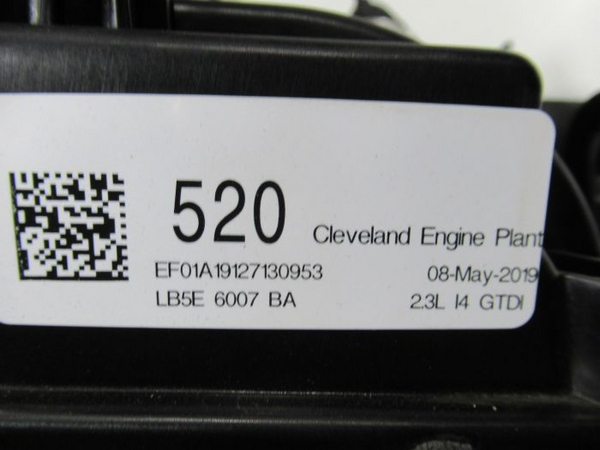 520 Cleveland Engine Plant
EF01A19127130953 08-May-2019
LB5E 6007 BA 2.3L I4 GTDI